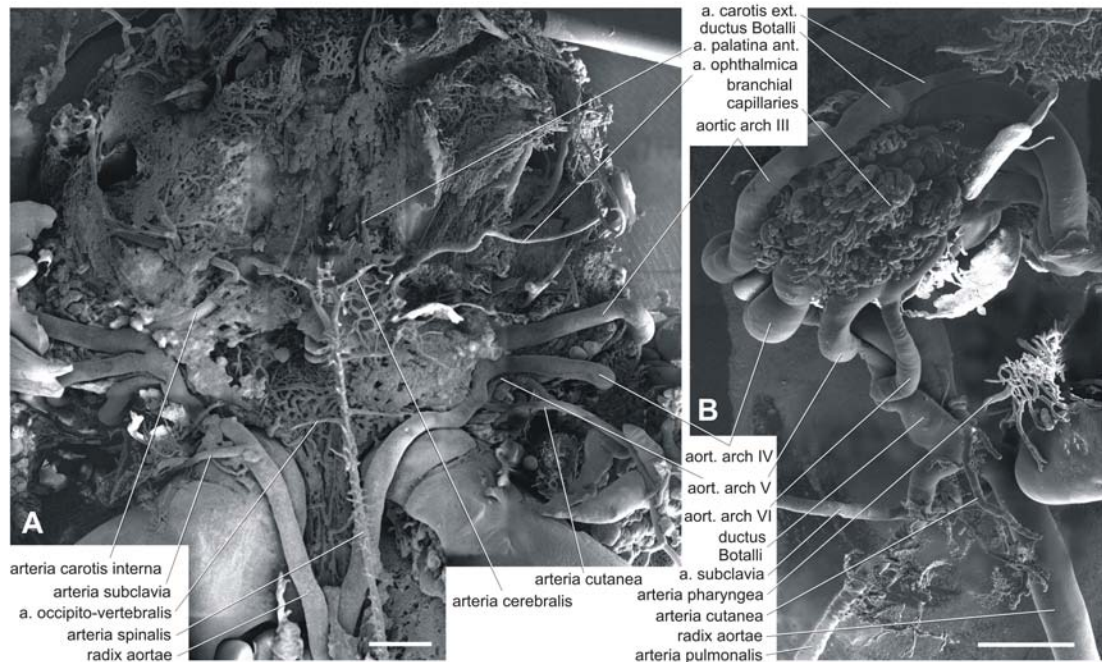 a. carotis ext.
ductus Botalli
a. palatina ant.
a. ophthalmica
branchial
capillaries
aortic arch III
A
arteria carotis interna
arteria subclavia
a. occipito-vertebralis
arteria spinalis
radix aortae
arteria cutanea
arteria cerebralis
B
aort. arch IV
aort. arch V
aort. arch VI
ductus
Botalli
a. subclavia
arteria pharyngea
arteria cutanea
radix aortae
arteria pulmonalis